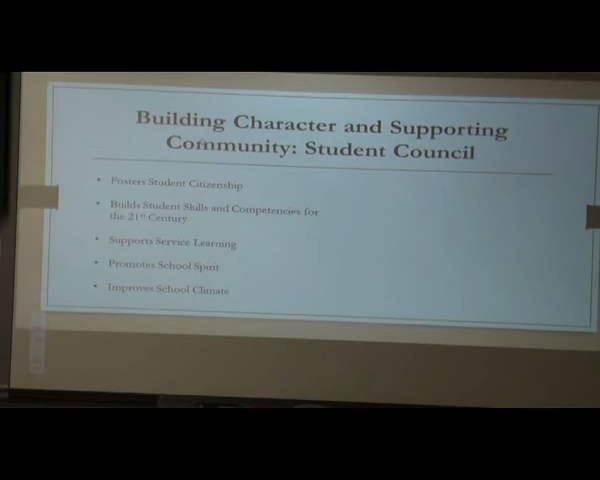 Building Character and Supporting
Community: Student Council
• Fosters Student Citizenship
• Builds Student Skills and Competencies for
the 21st Century
• Supports Service Learning
• Promotes School Spirit
• Improves School Climate